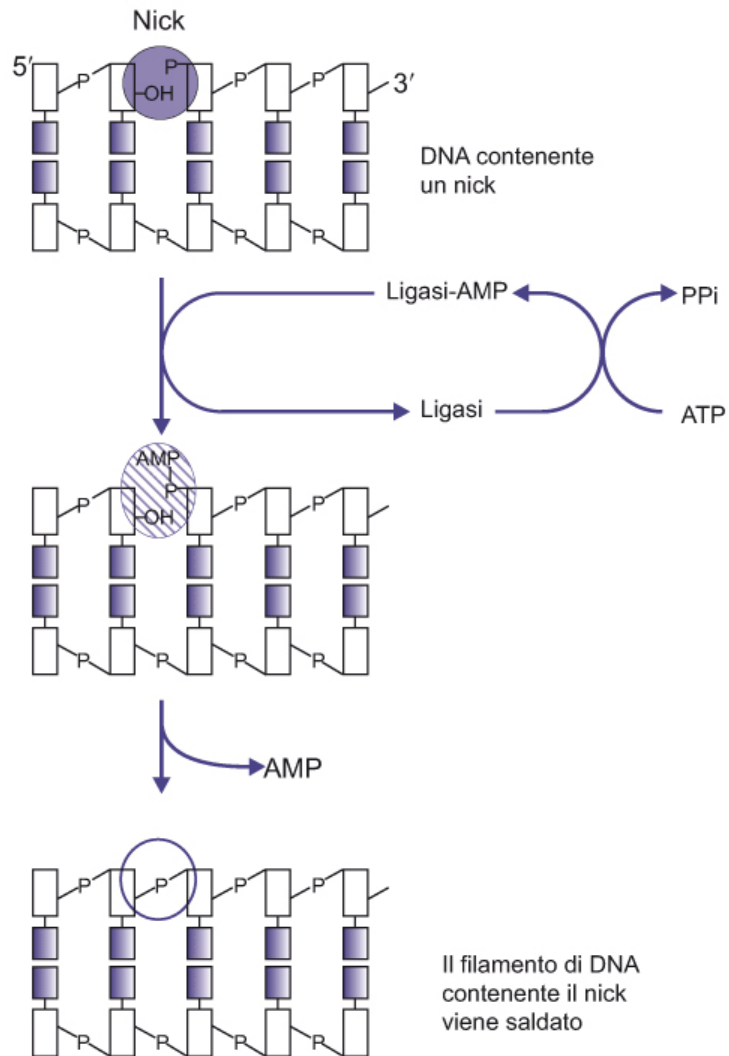 Nick
5′ P P P P 3′
OH
DNA contenente
un nick
P P P P
Ligasi-AMP PPi
Ligasi ATP
AMP
P P P P
OH
P P P P
AMP
P P P P
Il filamento di DNA
contenente il nick
viene saldato
P P P P